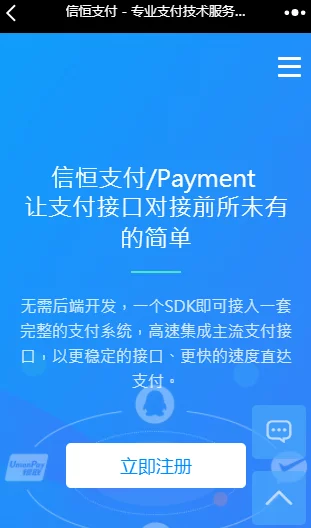 信恒支付 - 专业支付技术服务...
信恒支付/Payment
让支付接口对接前所未有
的简单
无需后端开发，一个SDK即可接入一套
完整的支付系统，高速集成主流支付接
口，以更稳定的接口、更快的速度直达
支付。
UnionPay
银联
立即注册